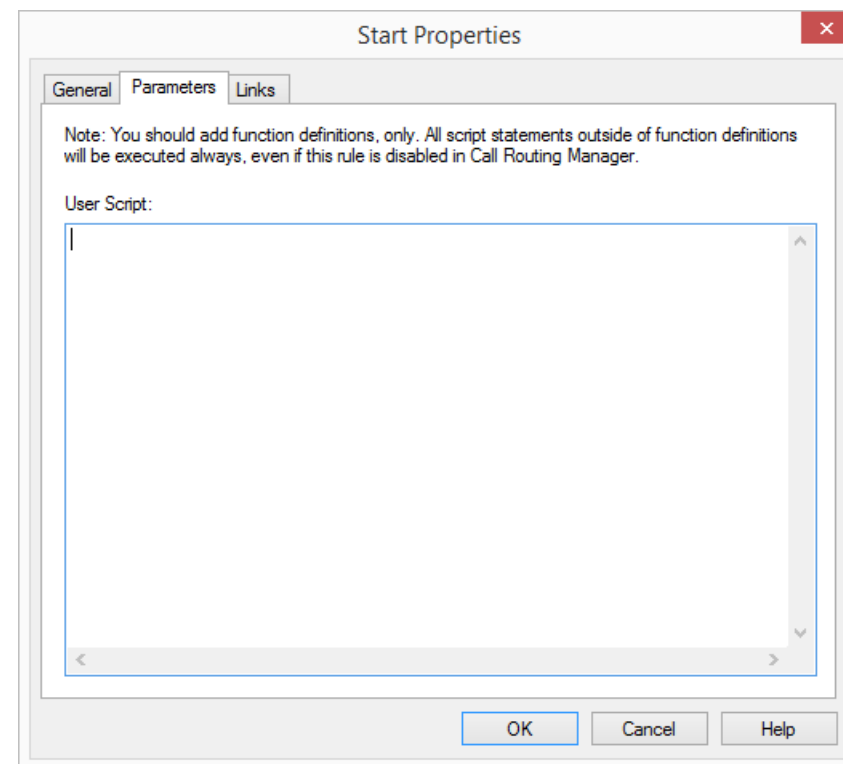 Start Properties
General Parameters Links
Note: You should add function definitions, only. All script statements outside of function definitions
will be executed always, even if this rule is disabled in Call Routing Manager.
User Script:
OK Cancel Help